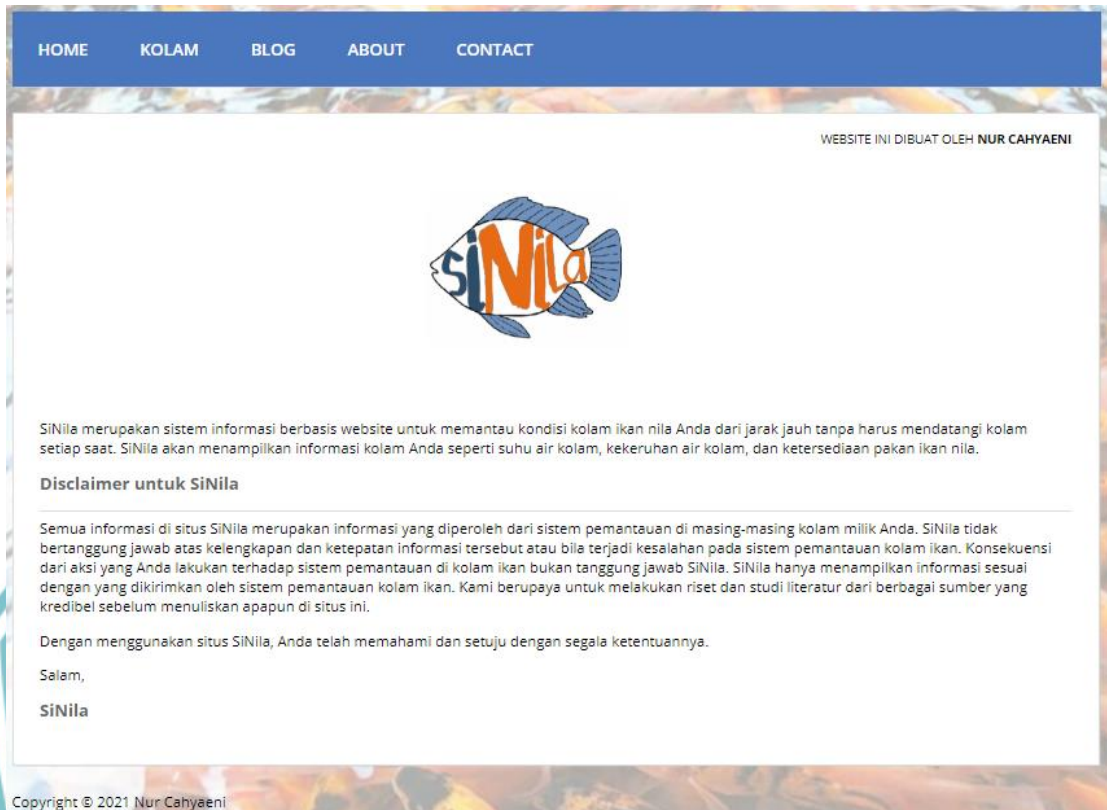 HOME KOLAM BLOG ABOUT CONTACT
WEBSITE INI DIBUAT OLEH NUR CAHYAENI
SiNila
SiNila merupakan sistem informasi berbasis website untuk memantau kondisi kolam ikan nila Anda dari jarak jauh tanpa harus mendatangi kolam
setiap saat. SiNila akan menampilkan informasi kolam Anda seperti suhu air kolam, kekeruhan air kolam, dan ketersediaan pakan ikan nila.
Disclaimer untuk SiNila
Semua informasi di situs SiNila merupakan informasi yang diperoleh dari sistem pemantauan di masing-masing kolam milik Anda. SiNila tidak
bertanggung jawab atas kelengkapan dan ketepatan informasi tersebut atau bila terjadi kesalahan pada sistem pemantauan kolam ikan. Konsekuensi
dari aksi yang Anda lakukan terhadap sistem pemantauan di kolam ikan bukan tanggung jawab SiNila. SiNila hanya menampilkan informasi sesuai
dengan yang dikirimkan oleh sistem pemantauan kolam ikan. Kami berupaya untuk melakukan riset dan studi literatur dari berbagai sumber yang
kredibel sebelum menuliskan apapun di situs ini.
Dengan menggunakan situs SiNila, Anda telah memahami dan setuju dengan segala ketentuannya.
Salam,
SiNila
Copyright © 2021 Nur Cahyaeni